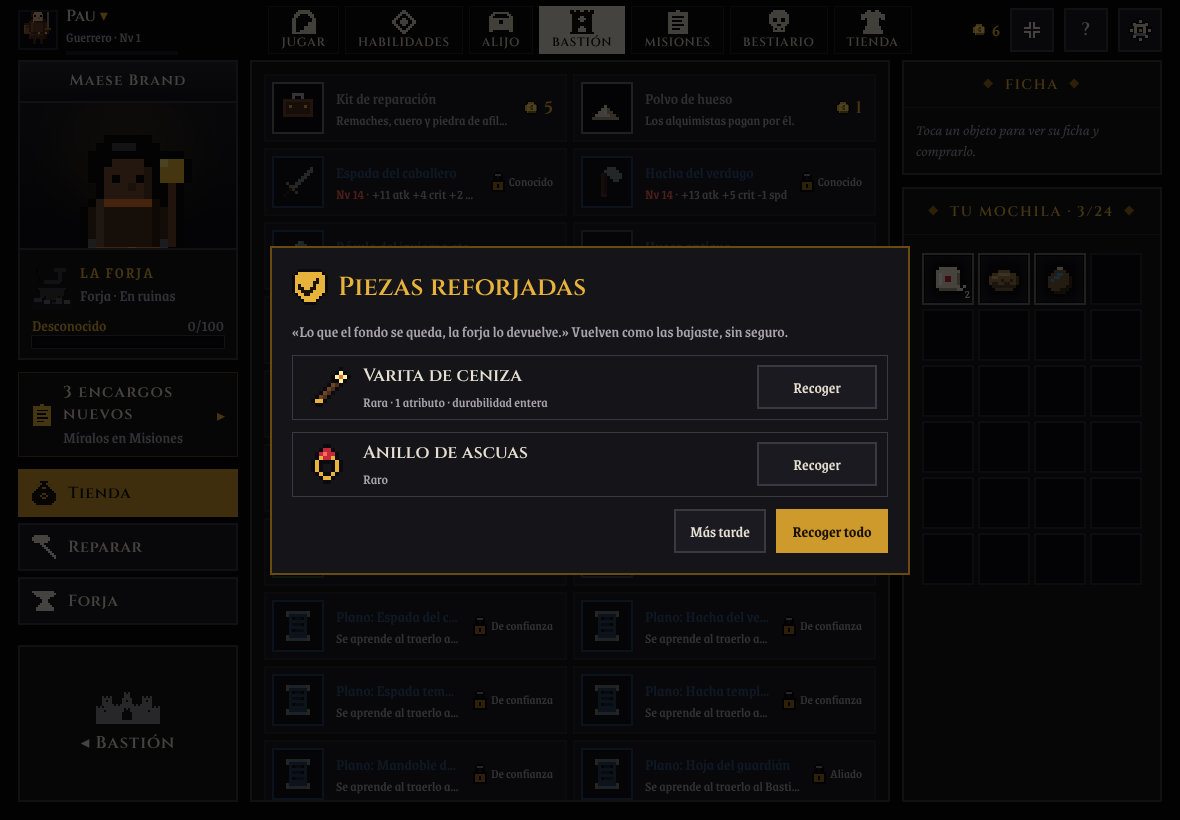 PAU ▾
Guerrero · Nv 1
JUGAR
HABILIDADES
ALIJO
BASTIÓN
MISIONES
BESTIARIO
TIENDA
6
?
MAESE BRAND
LA FORJA
Forja · En ruinas
Desconocido 0/100
3 ENCARGOS
NUEVOS
Míralos en Misiones
TIENDA
REPARAR
FORJA
◂ BASTIÓN
Kit de reparación
Remaches, cuero y piedra de afil...
5
Polvo de hueso
Los alquimistas pagan por él.
1
Espada del caballero
Nv 14 · +11 atk +4 crit +2 ...
Conocido
Hacha del verdugo
Nv 14 · +13 atk +5 crit -1 spd
Conocido
PIEZAS REFORJADAS
«Lo que el fondo se queda, la forja lo devuelve.» Vuelven como las bajaste, sin seguro.
VARITA DE CENIZA
Rara · 1 atributo · durabilidad entera
Recoger
ANILLO DE ASCUAS
Raro
Recoger
Más tarde
Recoger todo
Plano: Espada del c...
Se aprende al traerlo a...
De confianza
Plano: Hacha del ve...
Se aprende al traerlo a...
De confianza
Plano: Espada tem...
Se aprende al traerlo a...
De confianza
Plano: Hacha templ...
Se aprende al traerlo a...
De confianza
Plano: Mandoble d...
Se aprende al traerlo a...
De confianza
Plano: Hoja del guardián
Se aprende al traerlo al Basti...
Aliado
FICHA
Toca un objeto para ver su ficha y
comprarlo.
TU MOCHILA · 3/24
2